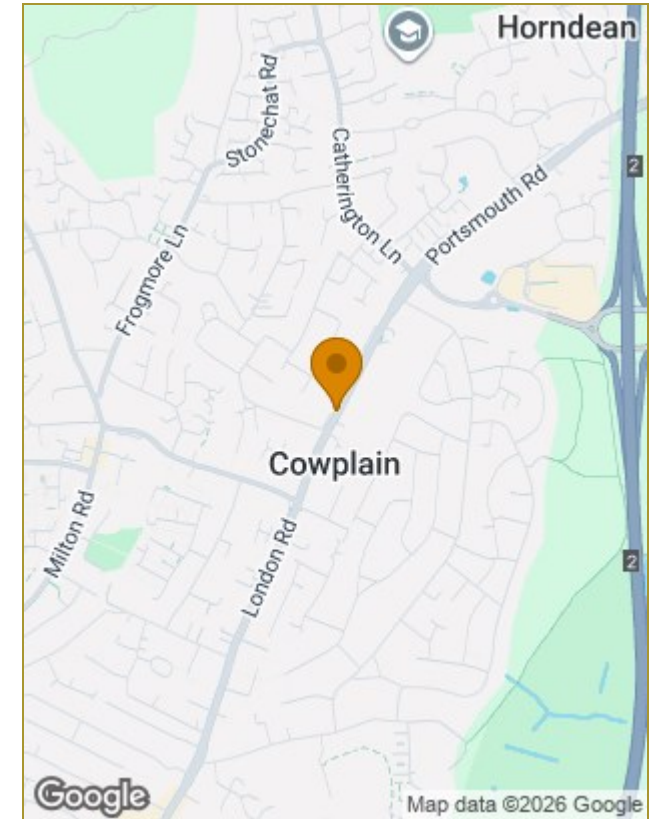 Horndean
Stonechat Rd
Catherington Ln
Portsmouth Rd
2
Frogmore Ln
Cowplain
Milton Rd
London Rd
2
Google
Map data ©2026 Google